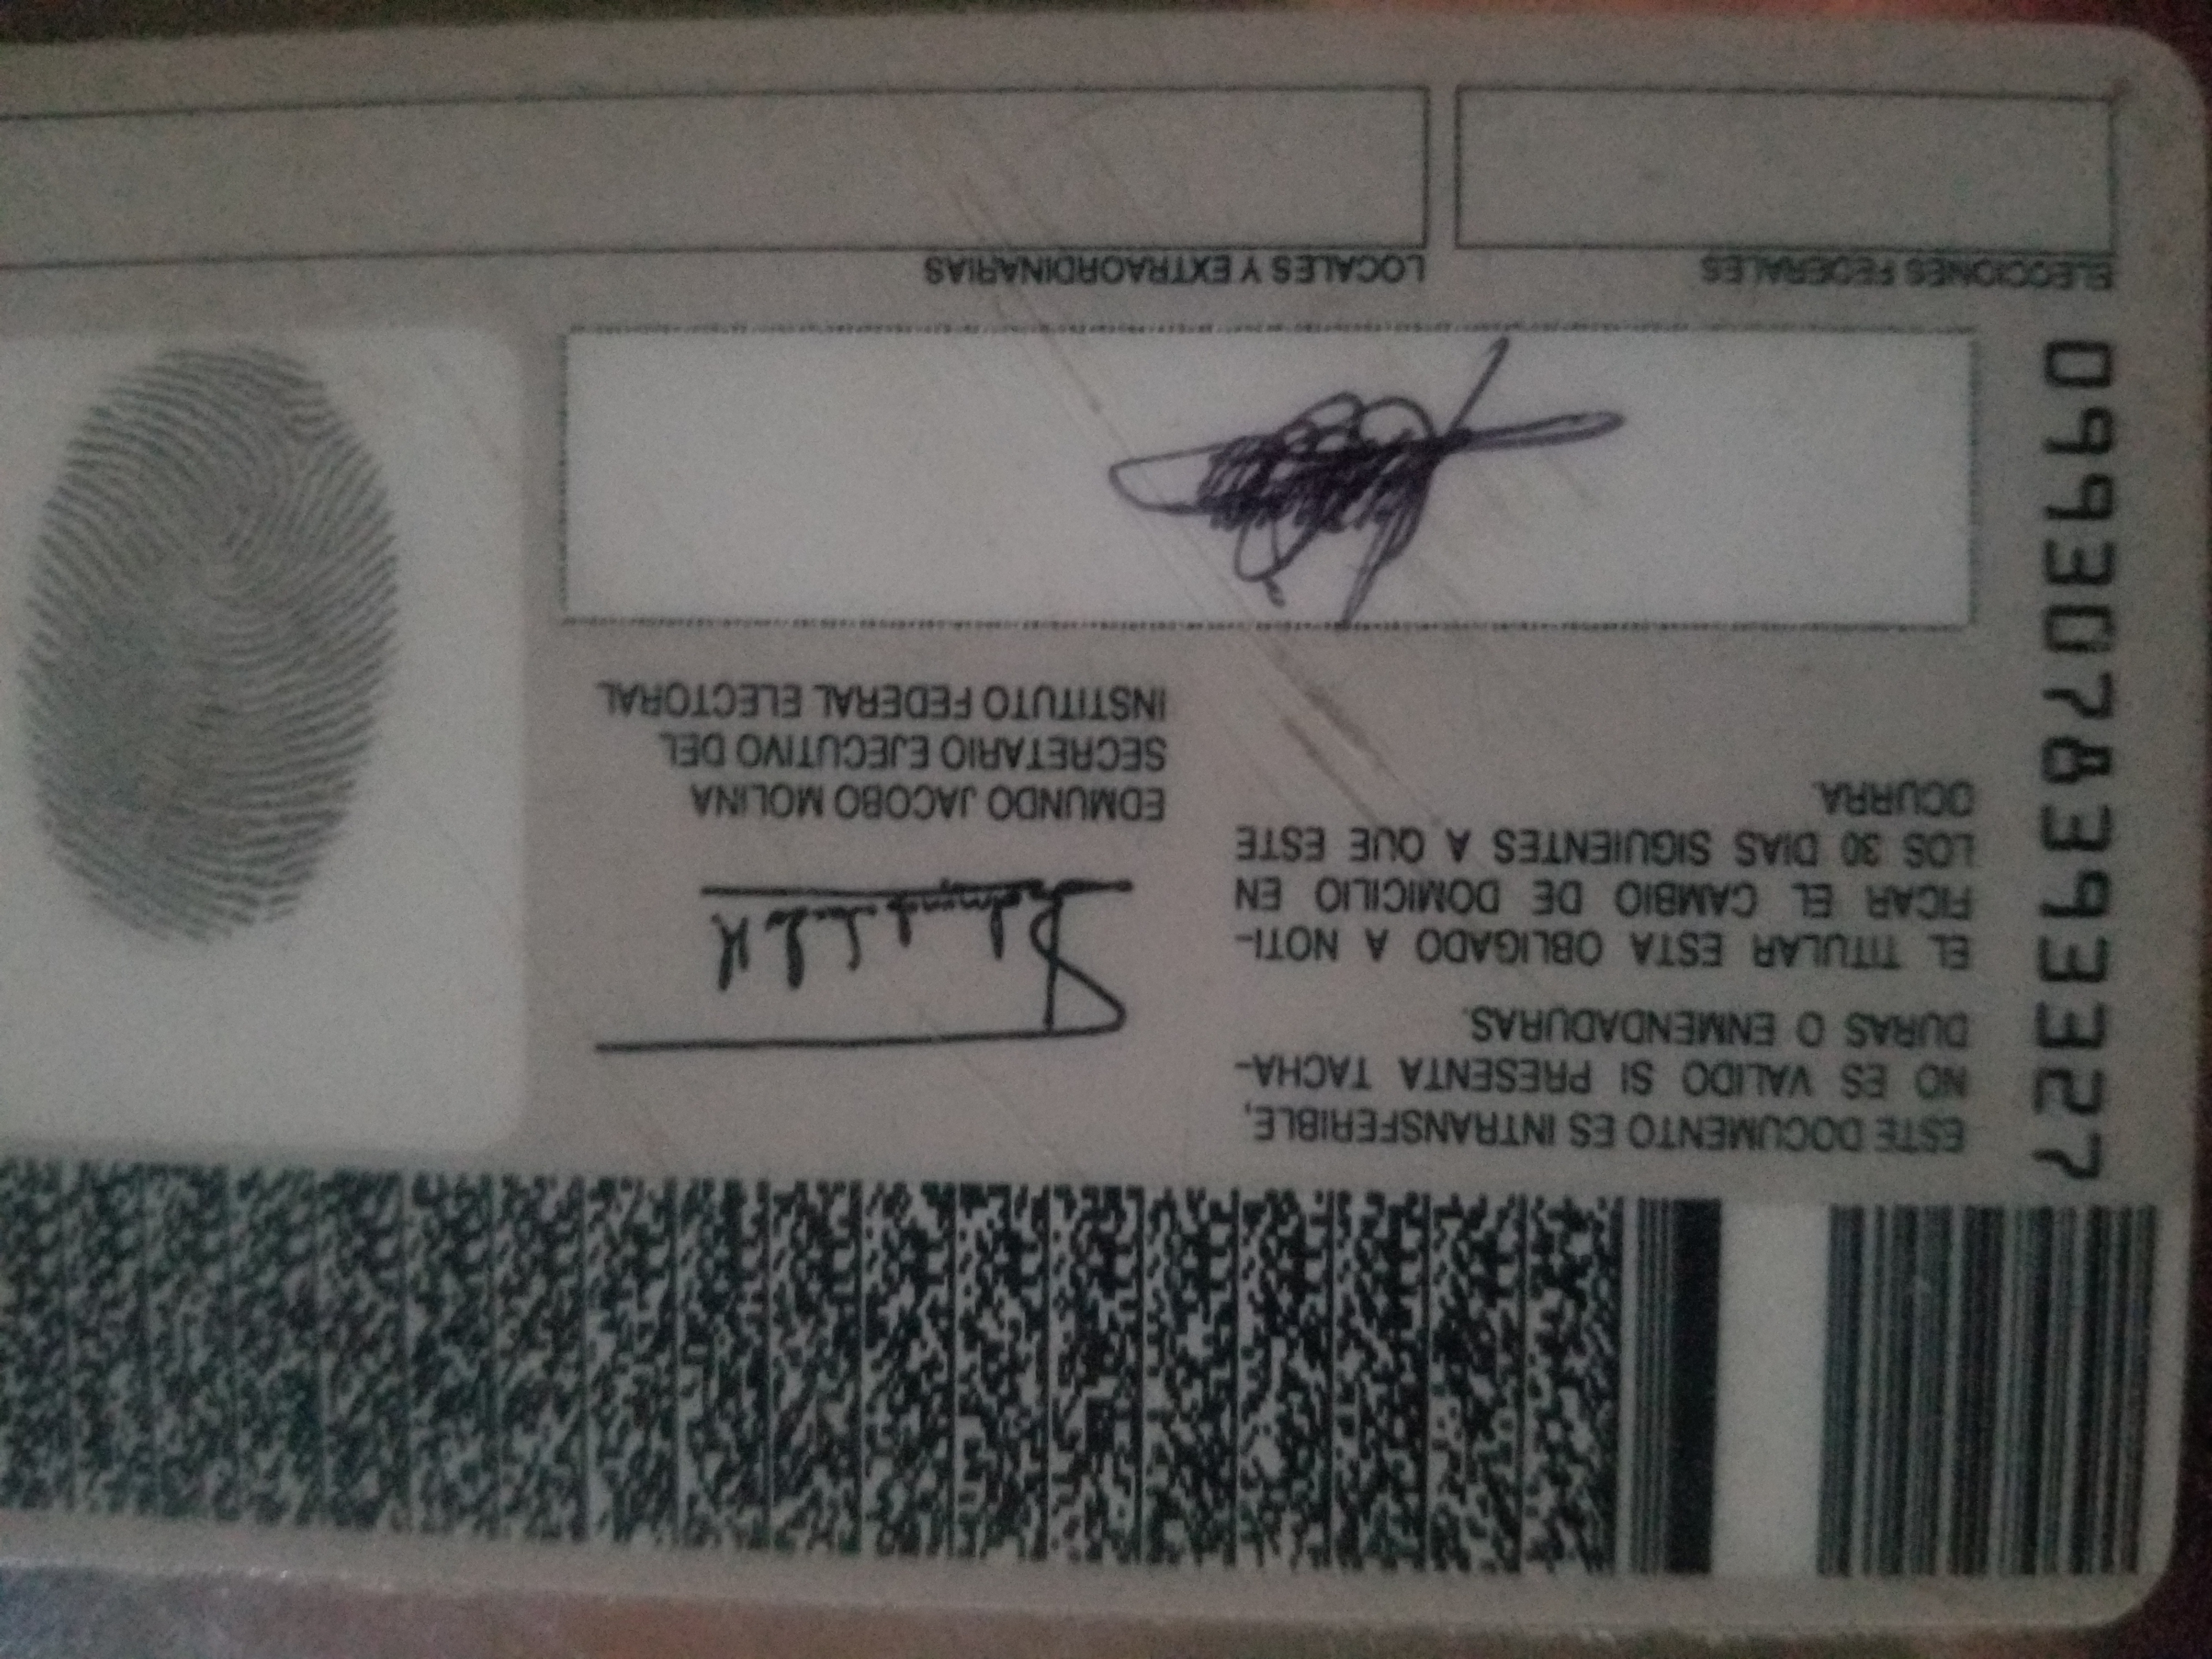 ESTE DOCUMENTO ES INTRANSFERIBLE,
NO ES VALIDO SI PRESENTA TACHA-
DURAS O ENMENDADURAS.
EL TITULAR ESTA OBLIGADO A NOTI-
FICAR EL CAMBIO DE DOMICILIO EN
LOS 30 DIAS SIGUIENTES A QUE ESTE
OCURRA.
EDMUNDO JACOBO MOLINA
SECRETARIO EJECUTIVO DEL
INSTITUTO FEDERAL ELECTORAL
0993078393327
ELECCIONES FEDERALES
LOCALES Y EXTRAORDINARIAS